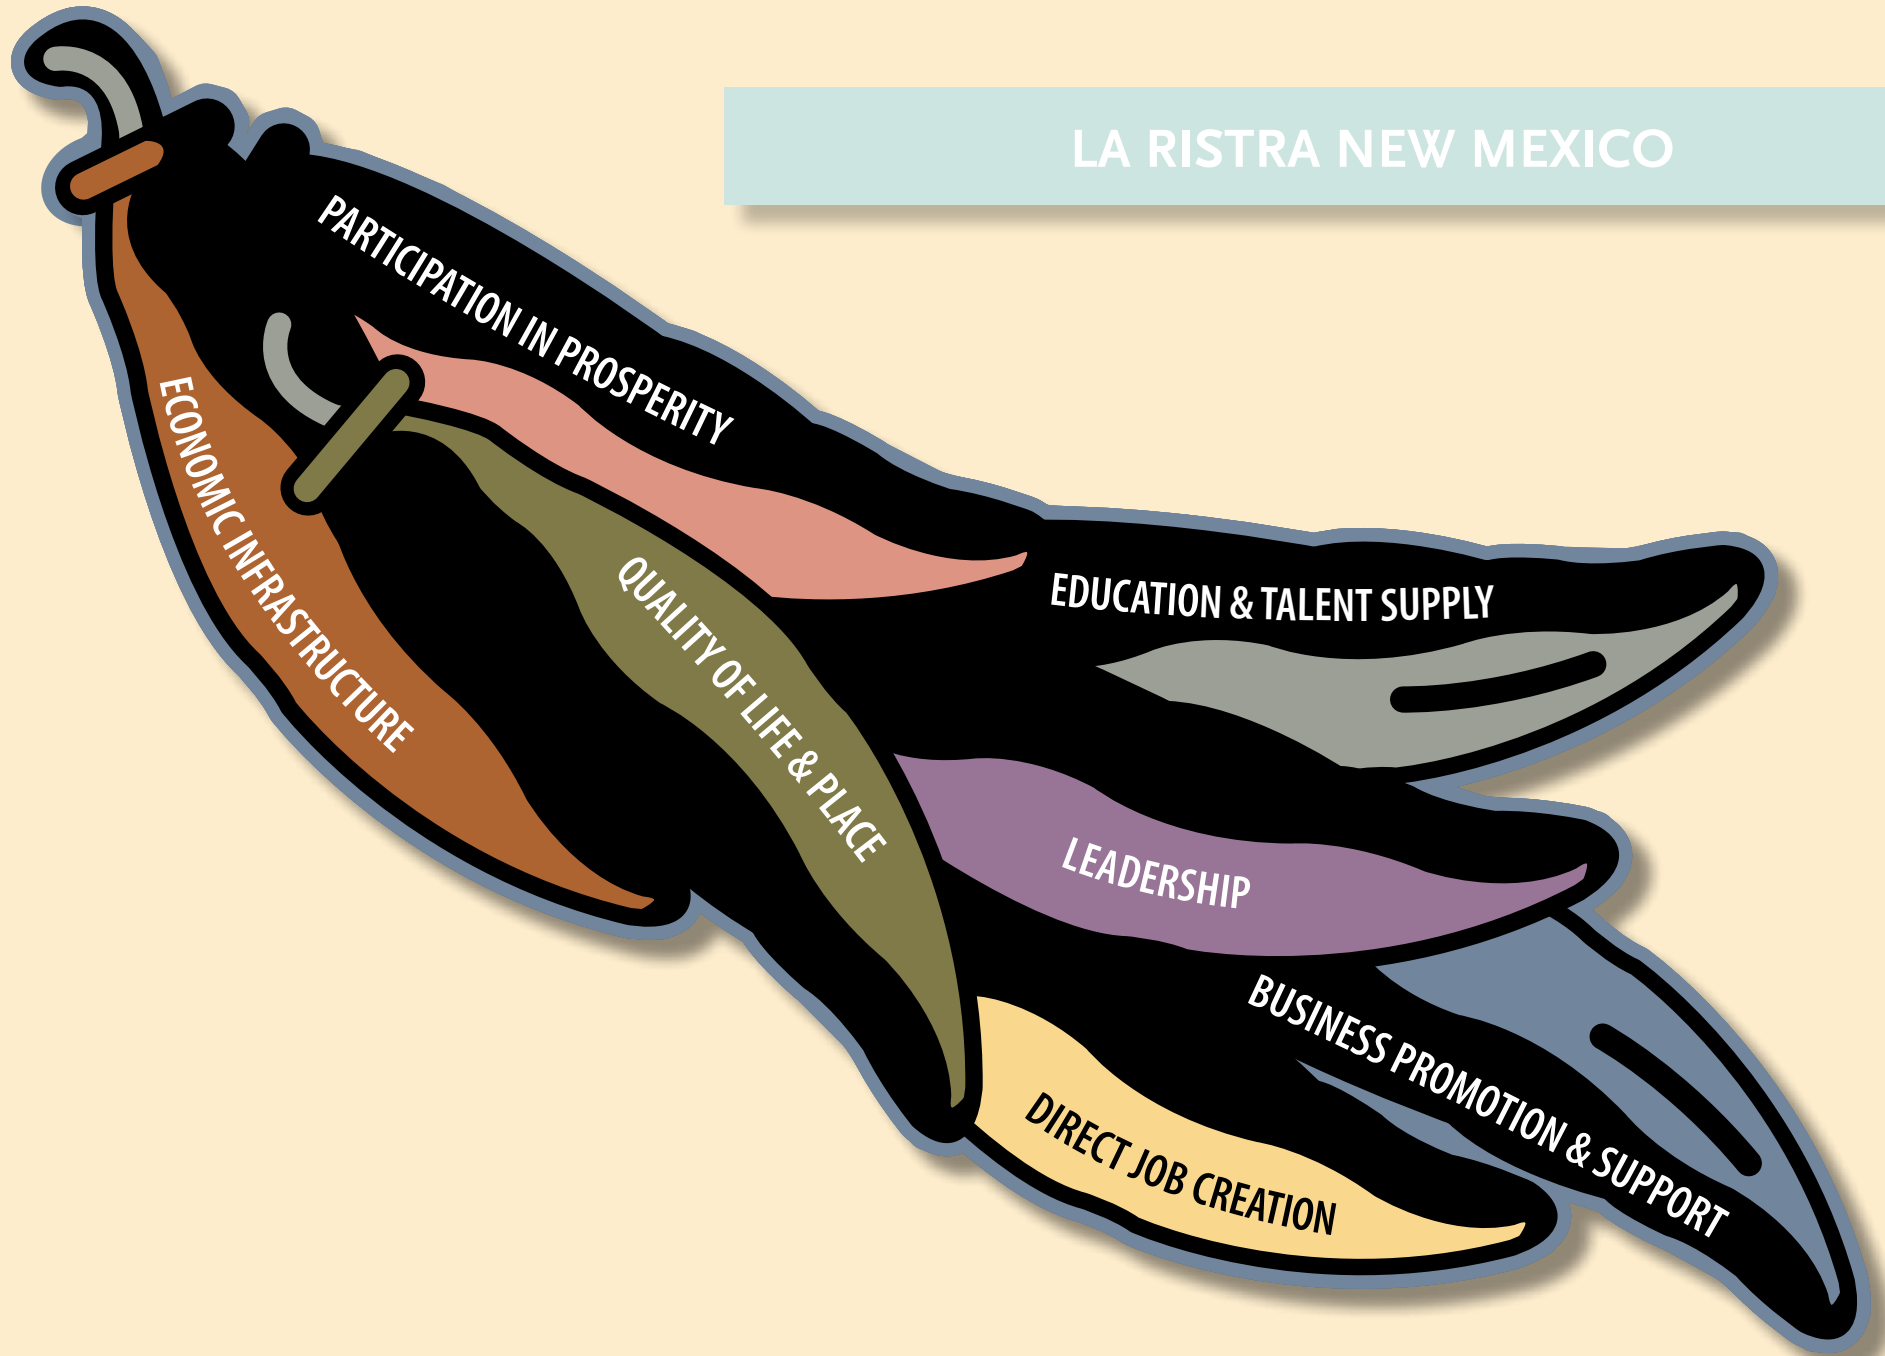 LA RISTRA NEW MEXICO
PARTICIPATION IN PROSPERITY
ECONOMIC INFRASTRUCTURE
QUALITY OF LIFE & PLACE
EDUCATION & TALENT SUPPLY
LEADERSHIP
BUSINESS PROMOTION & SUPPORT
DIRECT JOB CREATION